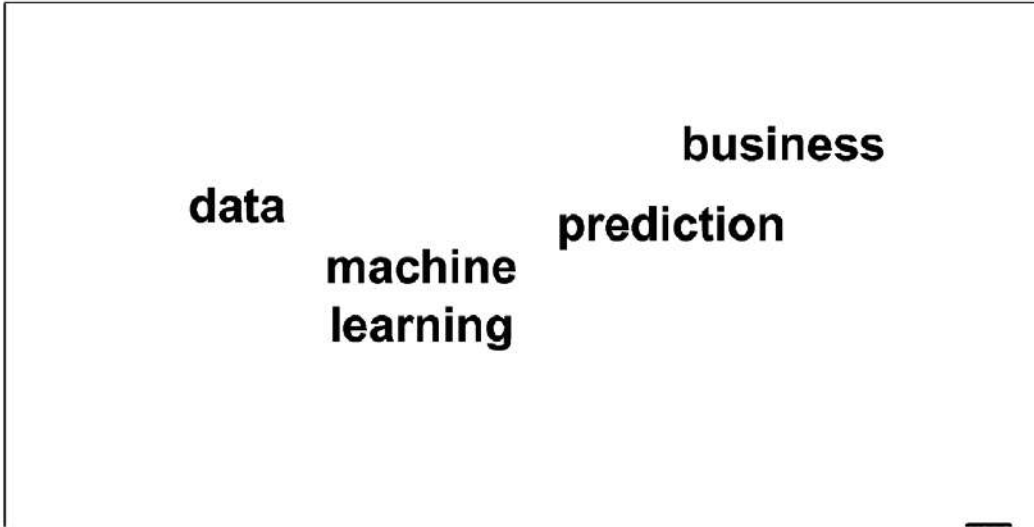 business
data
prediction
machine
learning